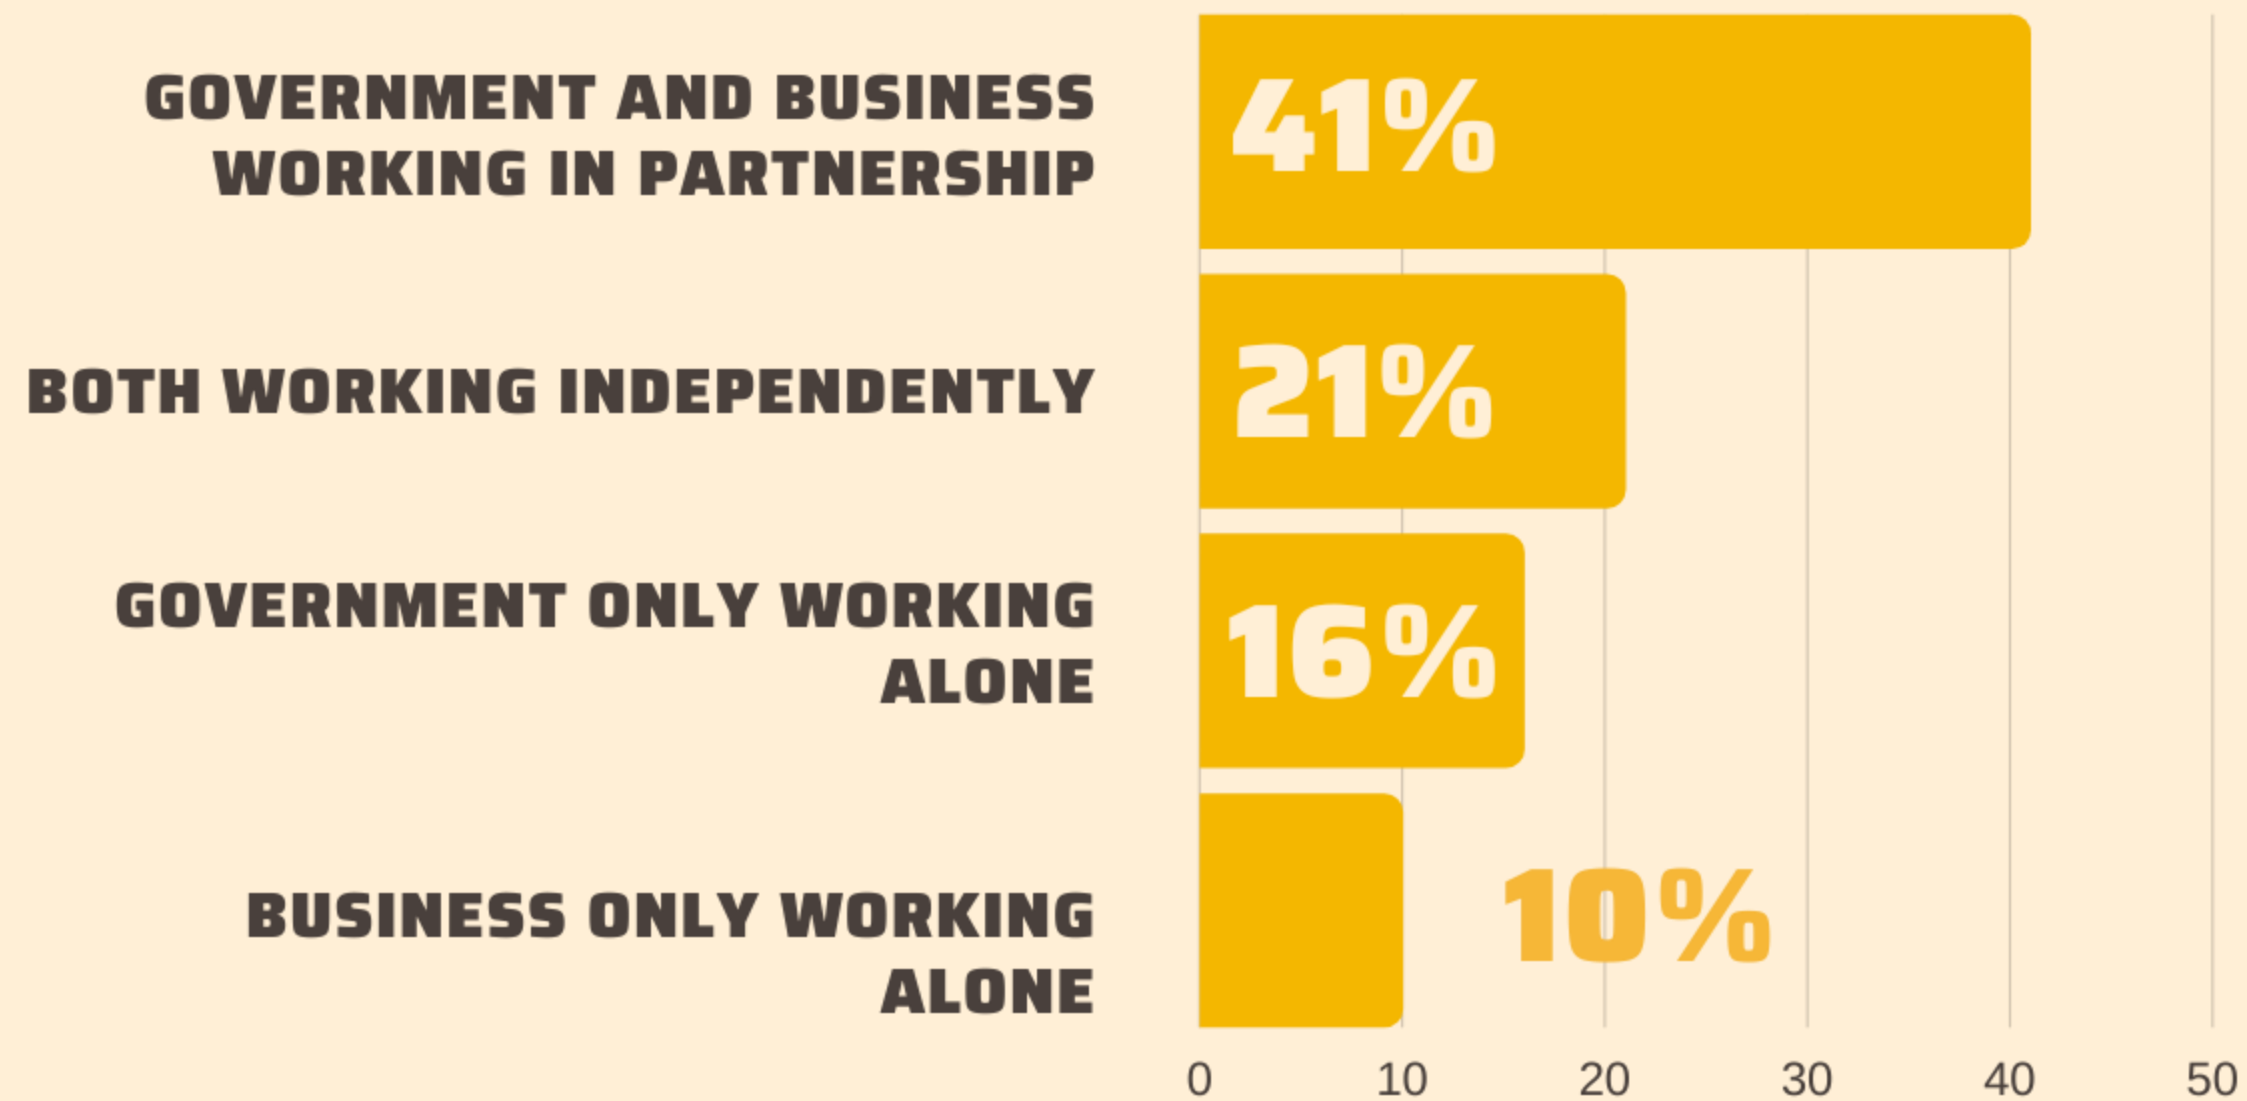 GOVERNMENT AND BUSINESS
WORKING IN PARTNERSHIP
41%
BOTH WORKING INDEPENDENTLY
21%
GOVERNMENT ONLY WORKING
ALONE
16%
BUSINESS ONLY WORKING
ALONE
10%
0 10 20 30 40 50